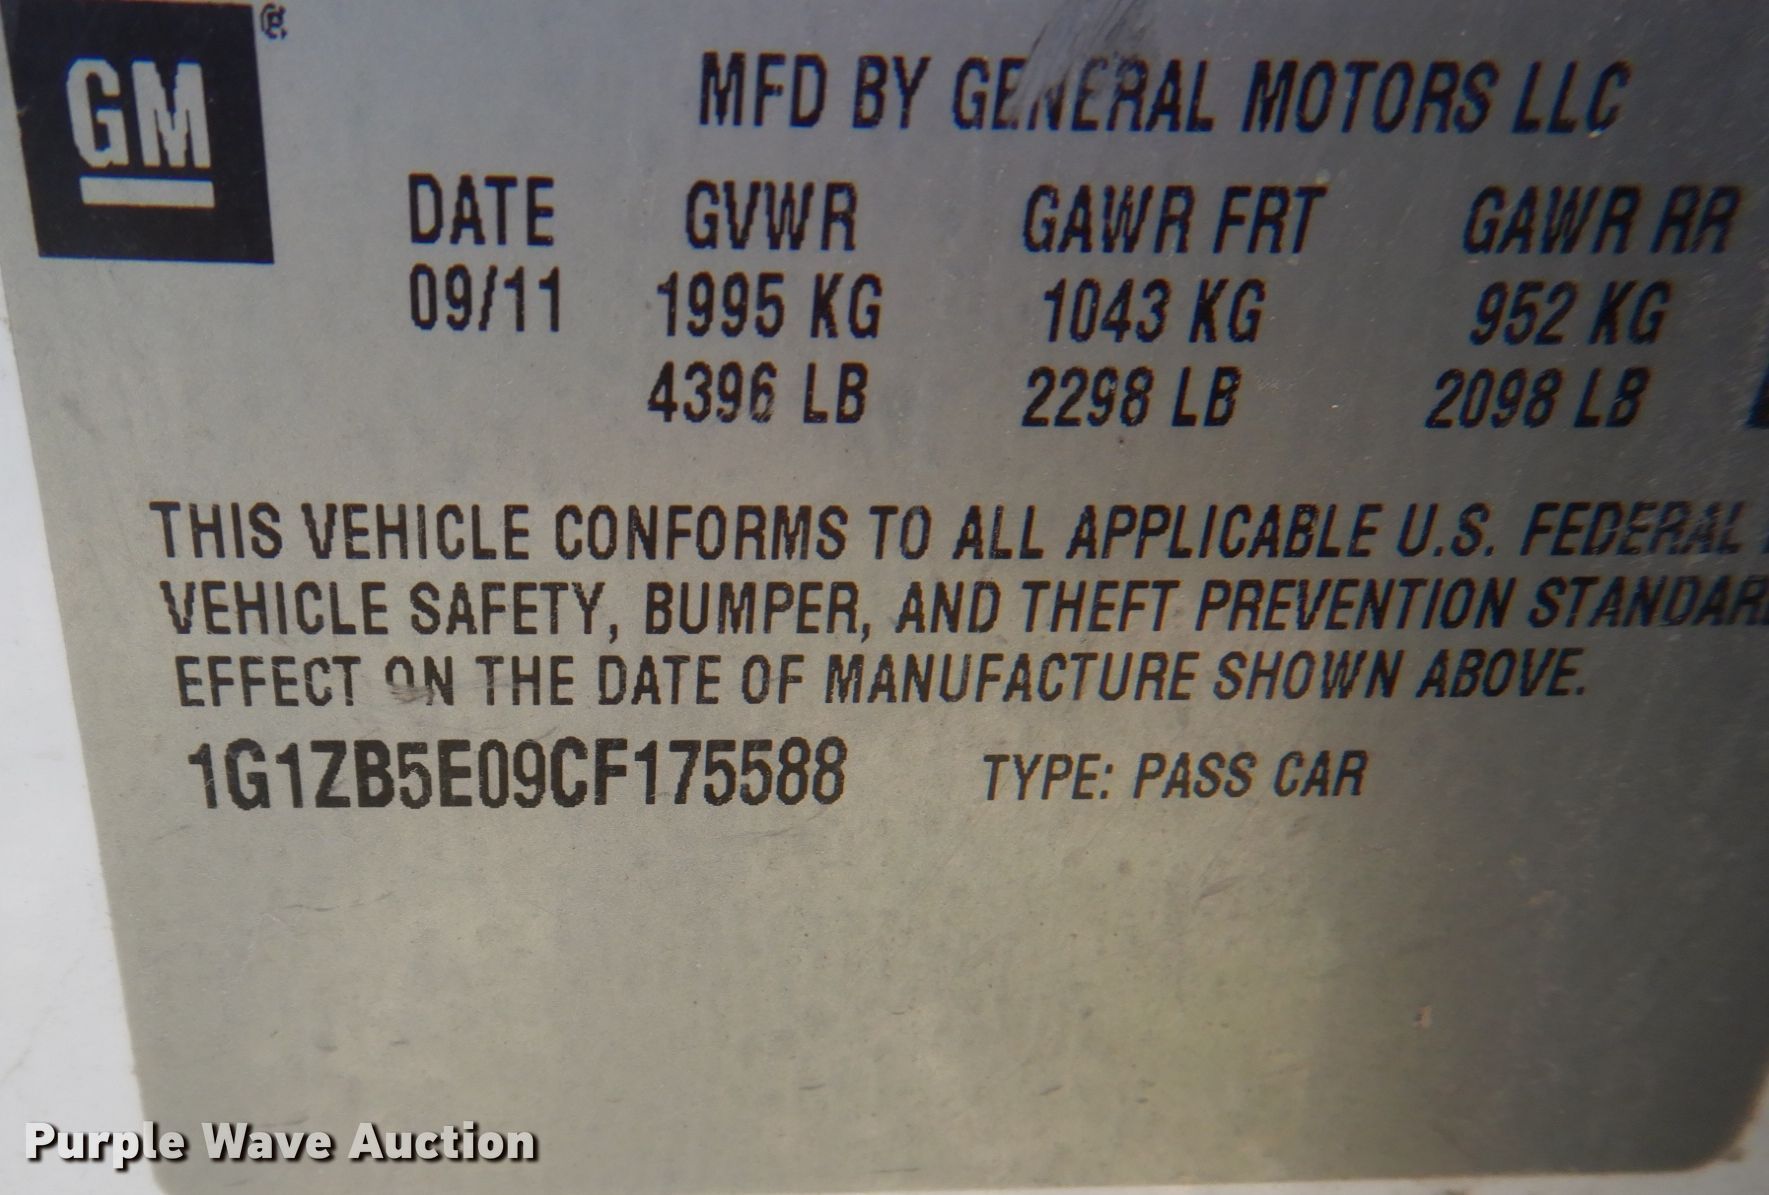 GM
MFD BY GENERAL MOTORS LLC
DATE GVWR GAWR FRT GAWR RR
09/11 1995 KG 1043 KG 952 KG
4396 LB 2298 LB 2098 LB
THIS VEHICLE CONFORMS TO ALL APPLICABLE U.S. FEDERAL
VEHICLE SAFETY, BUMPER, AND THEFT PREVENTION STANDAR
EFFECT ON THE DATE OF MANUFACTURE SHOWN ABOVE.
1G1ZB5E09CF175588 TYPE: PASS CAR
Purple Wave Auction